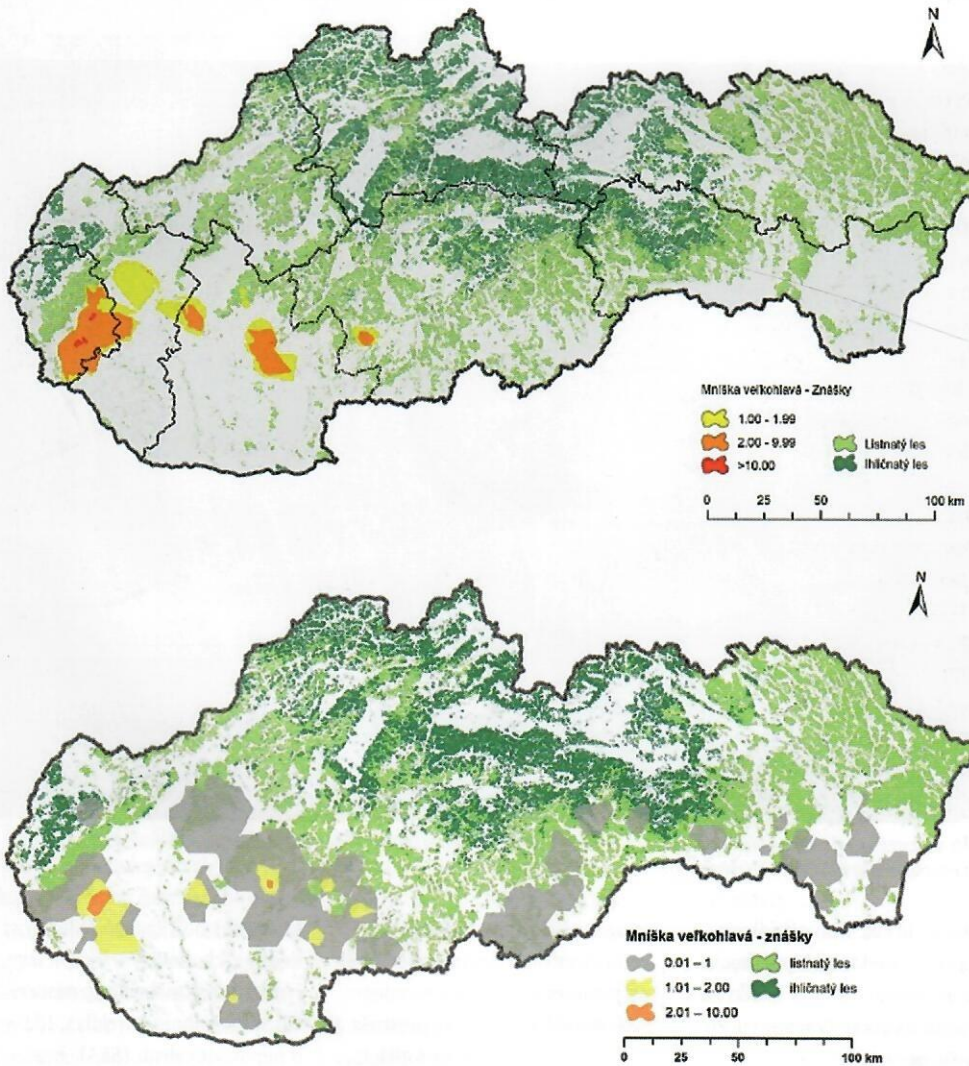 N
Mníška veľkohlavá - Znášky
1.00 - 1.99
2.00 - 9.99
>10.00
Listnatý les
Ihličnatý les
0 25 50 100 km
N
Mníška veľkohlavá - znášky
0.01 – 1
1.01 – 2.00
2.01 – 10.00
listnatý les
ihličnatý les
0 25 50 100 km